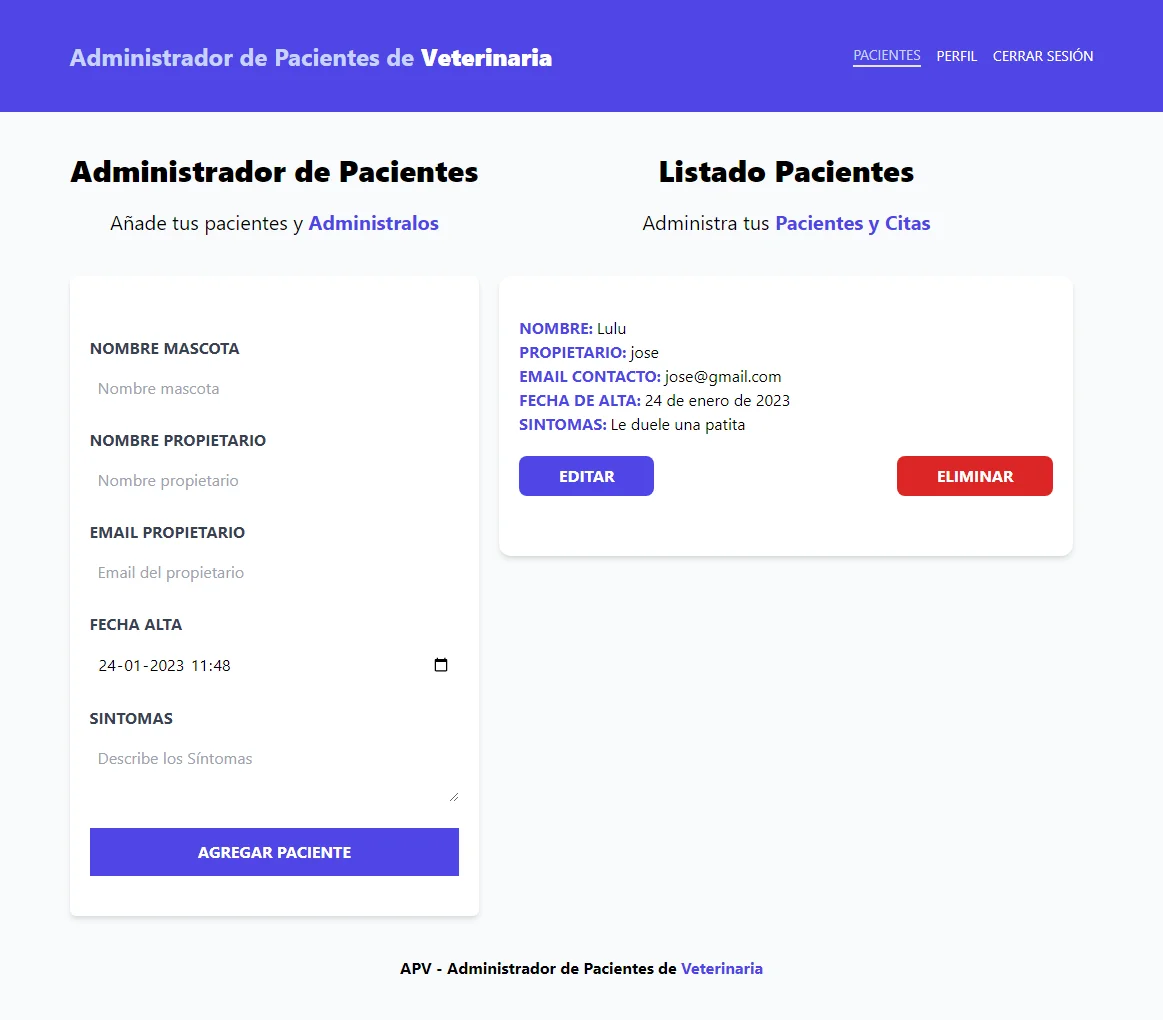 Administrador de Pacientes de Veterinaria
PACIENTES PERFIL CERRAR SESIÓN
Administrador de Pacientes
Añade tus pacientes y Administralos
NOMBRE MASCOTA
Nombre mascota
NOMBRE PROPIETARIO
Nombre propietario
EMAIL PROPIETARIO
Email del propietario
FECHA ALTA
24-01-2023 11:48
SINTOMAS
Describe los Síntomas
AGREGAR PACIENTE
Listado Pacientes
Administra tus Pacientes y Citas
NOMBRE: Lulu
PROPIETARIO: jose
EMAIL CONTACTO: jose@gmail.com
FECHA DE ALTA: 24 de enero de 2023
SINTOMAS: Le duele una patita
EDITAR
ELIMINAR
APV - Administrador de Pacientes de Veterinaria